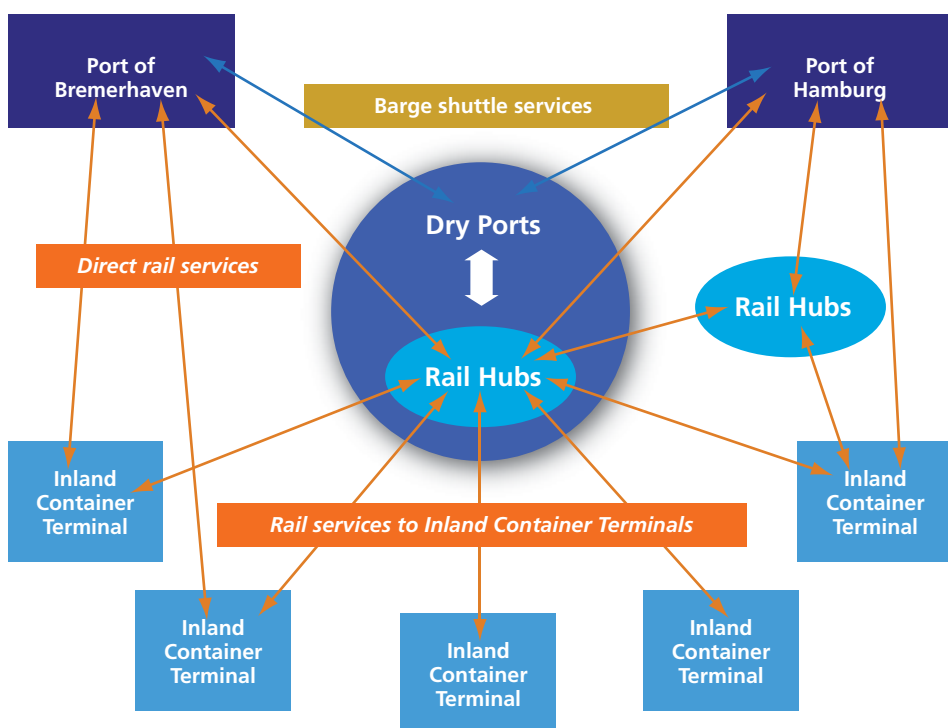 Port of
Bremerhaven
Port of
Hamburg
Barge shuttle services
Dry Ports
Direct rail services
Rail Hubs
Rail Hubs
Inland
Container
Terminal
Inland
Container
Terminal
Rail services to Inland Container Terminals
Inland
Container
Terminal
Inland
Container
Terminal
Inland
Container
Terminal